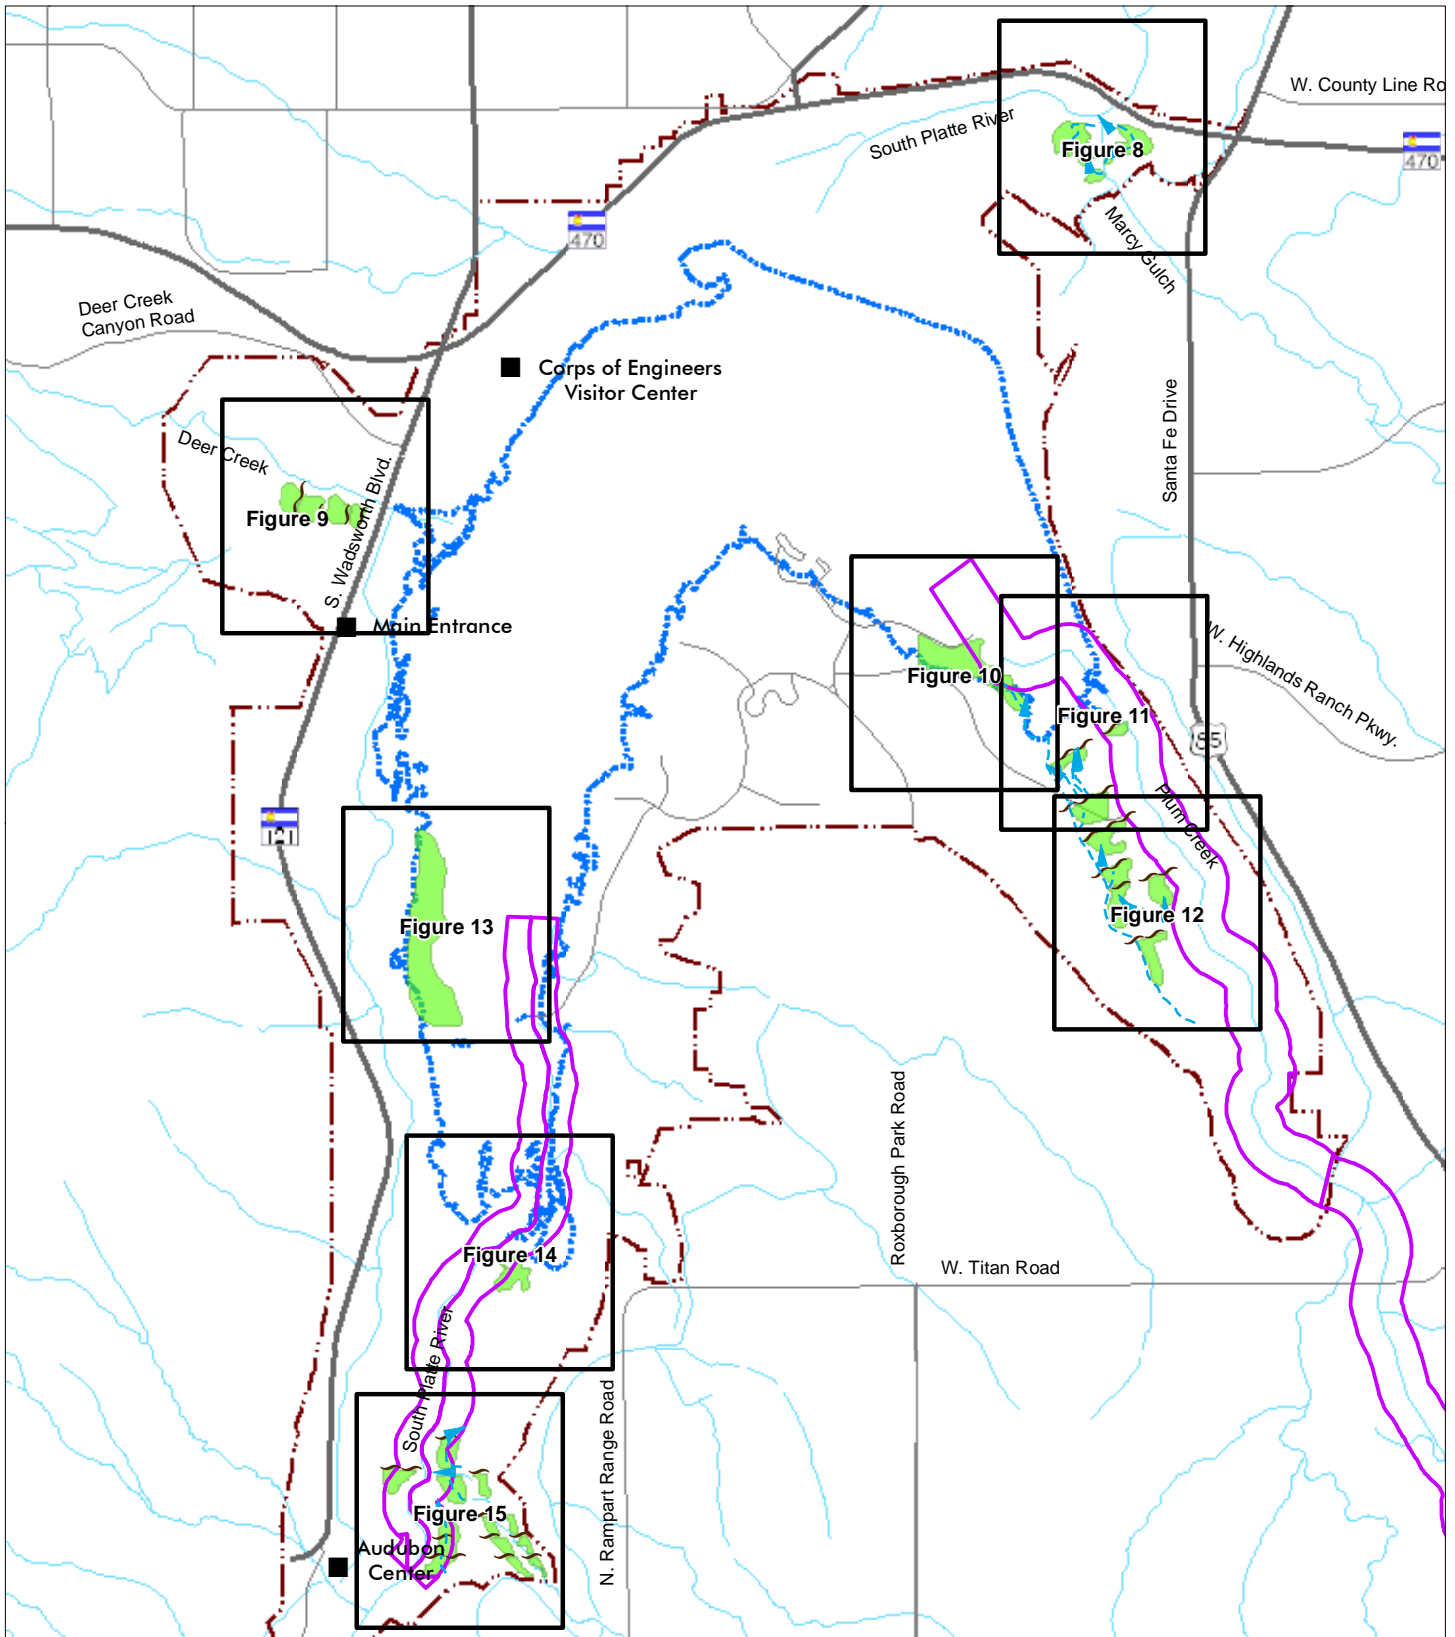 W. County Line Ro
South Platte River
Figure 8
470
470
Marcy Gulch
Deer Creek
Canyon Road
Corps of Engineers
Visitor Center
Santa Fe Drive
Deer Creek
S. Wadsworth Blvd.
Figure 9
Main Entrance
W. Highlands Ranch Pkwy.
Figure 10
Figure 11
85
Plum Creek
121
Figure 12
Figure 13
Roxborough Park Road
Figure 14
W. Titan Road
South Platte River
N. Rampart Range Road
Figure 15
Audubon
Center